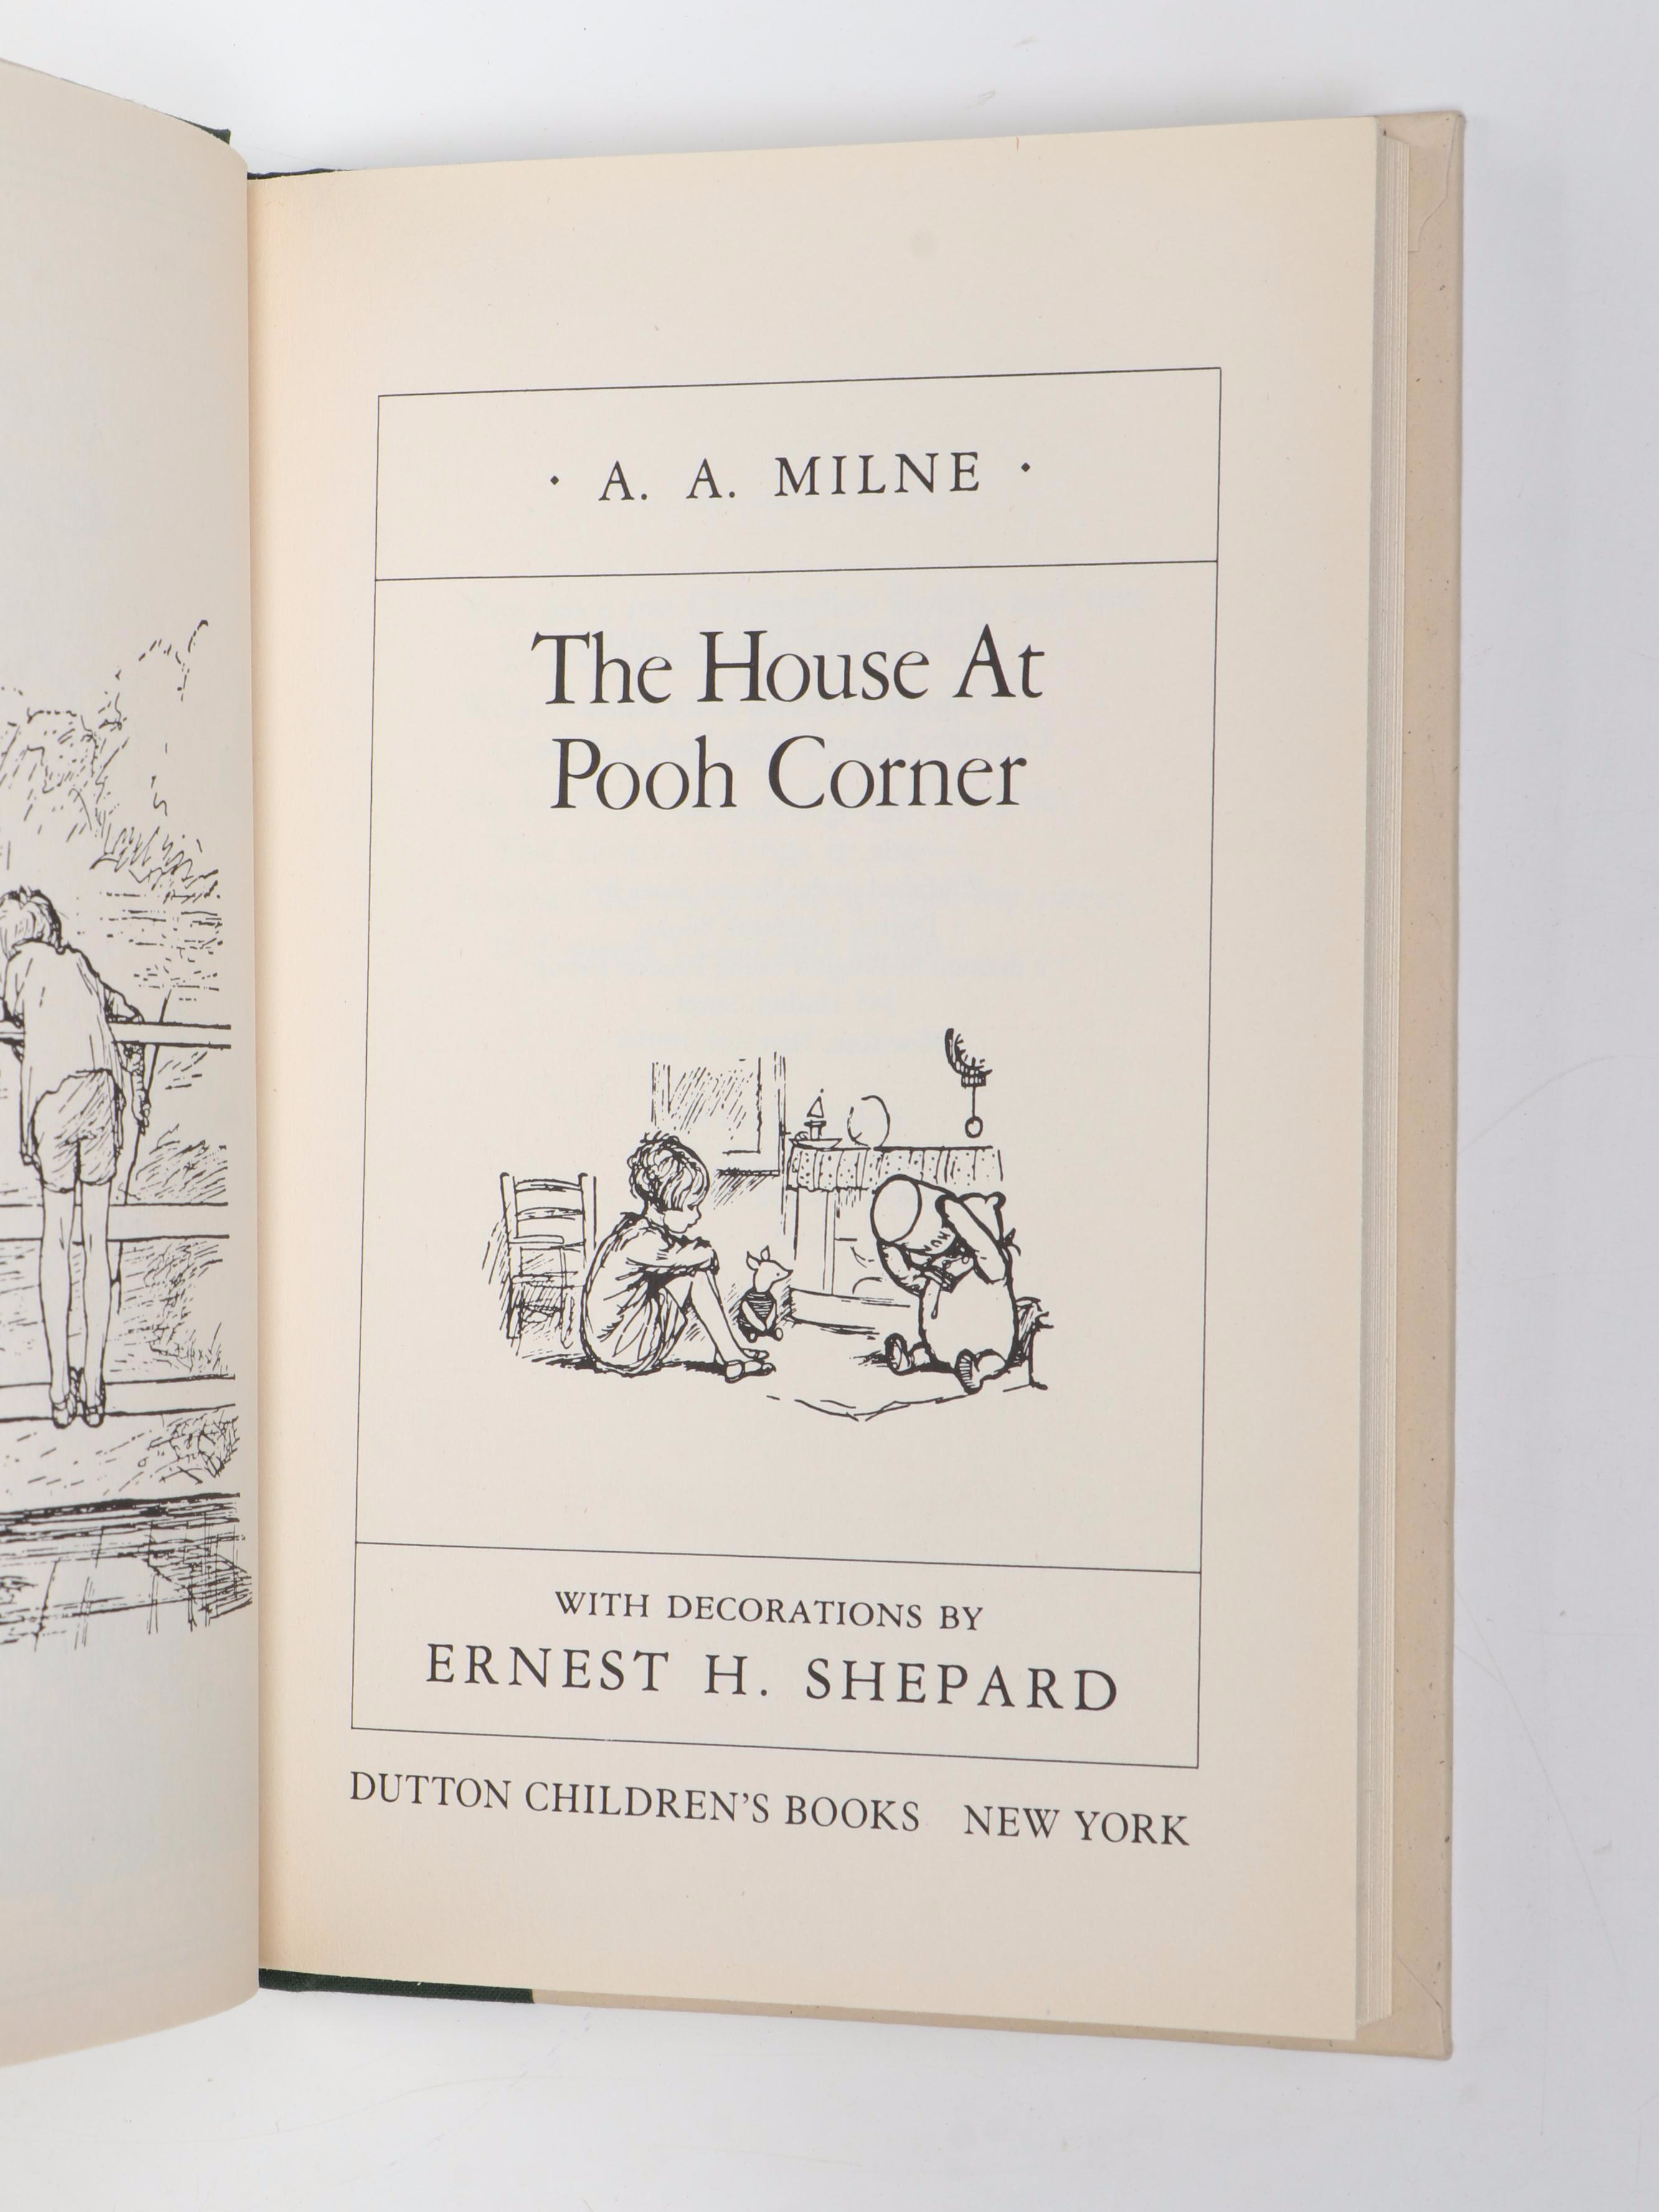 · A. A. MILNE ·
The House At
Pooh Corner
WITH DECORATIONS BY
ERNEST H. SHEPARD
DUTTON CHILDREN'S BOOKS NEW YORK